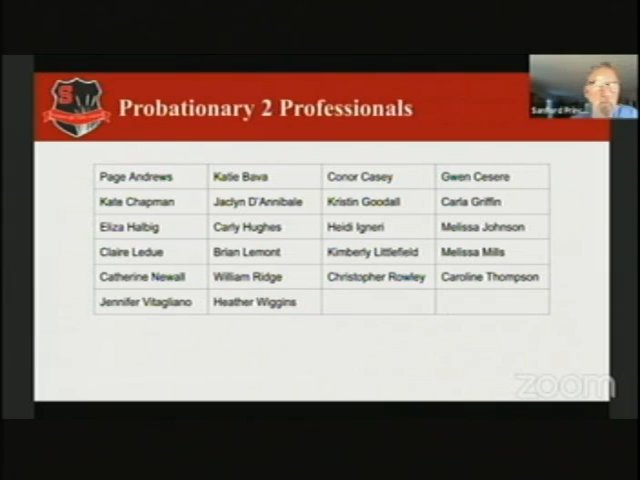 Probationary 2 Professionals
S
Page Andrews Katie Bava Conor Casey Gwen Cesere
Kate Chapman Jaclyn D'Annibale Kristin Goodall Carla Griffin
Eliza Halbig Carly Hughes Heidi Igneri Melissa Johnson
Claire Ledue Brian Lemont Kimberly Littlefield Melissa Mills
Catherine Newall William Ridge Christopher Rowley Caroline Thompson
Jennifer Vitagliano Heather Wiggins
zoom